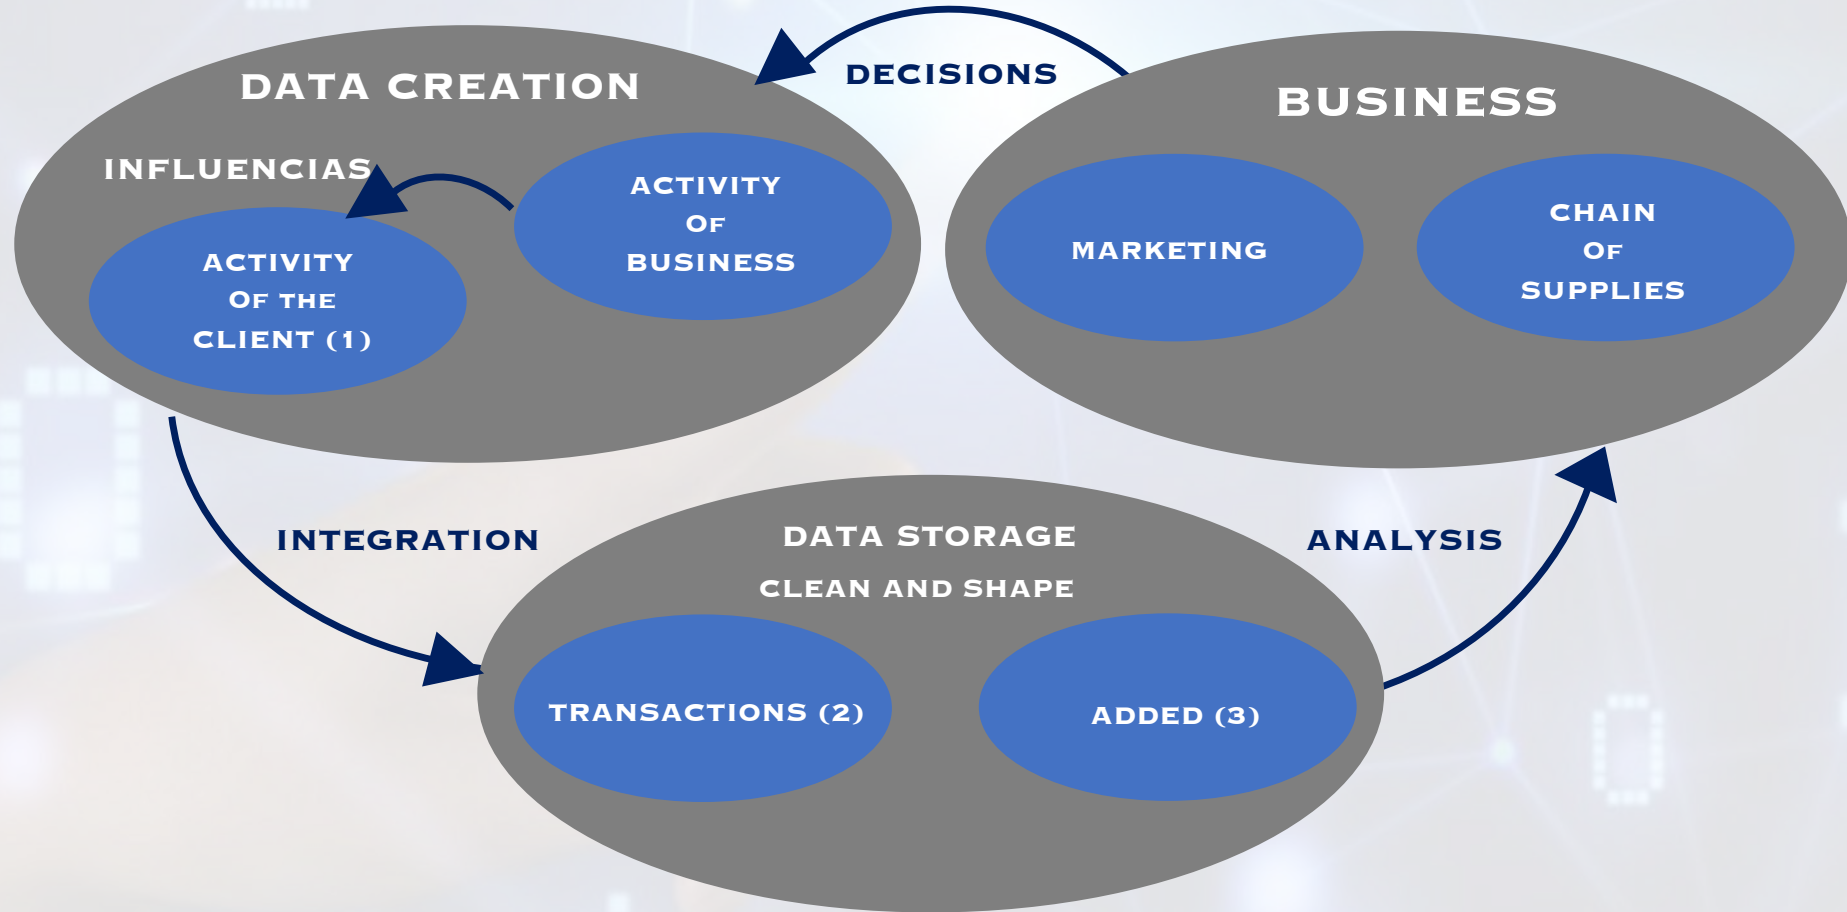 DATA CREATION
INFLUENCIAS
ACTIVITY
OF
BUSINESS
ACTIVITY
OF THE
CLIENT (1)
DECISIONS
BUSINESS
MARKETING
CHAIN
OF
SUPPLIES
INTEGRATION
DATA STORAGE
CLEAN AND SHAPE
TRANSACTIONS (2)
ADDED (3)
ANALYSIS